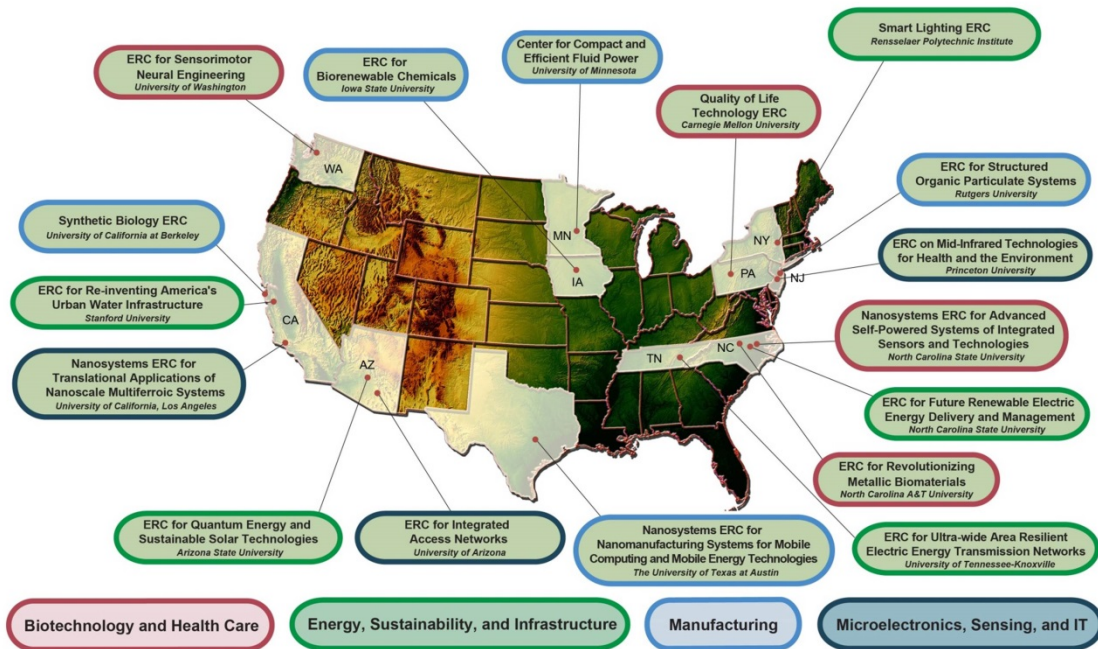 Smart Lighting ERC
Rensselaer Polytechnic Institute
Center for Compact and
Efficient Fluid Power
University of Minnesota
ERC for Sensorimotor
Neural Engineering
University of Washington
ERC for
Biorenewable Chemicals
Iowa State University
Quality of Life
Technology ERC
Carnegie Mellon University
WA
ERC for Structured
Organic Particulate Systems
Rutgers University
Synthetic Biology ERC
University of California at Berkeley
MN
NY
ERC on Mid-Infrared Technologies
for Health and the Environment
Princeton University
IA
PA
NJ
ERC for Re-inventing America's
Urban Water Infrastructure
Stanford University
CA
Nanosystems ERC for Advanced
Self-Powered Systems of Integrated
Sensors and Technologies
North Carolina State University
Nanosystems ERC for
Translational Applications of
Nanoscale Multiferroic Systems
University of California, Los Angeles
AZ
TN
NC
ERC for Future Renewable Electric
Energy Delivery and Management
North Carolina State University
ERC for Revolutionizing
Metallic Biomaterials
North Carolina A&T University
ERC for Quantum Energy and
Sustainable Solar Technologies
Arizona State University
ERC for Integrated
Access Networks
University of Arizona
Nanosystems ERC for
Nanomanufacturing Systems for Mobile
Computing and Mobile Energy Technologies
The University of Texas at Austin
ERC for Ultra-wide Area Resilient
Electric Energy Transmission Networks
University of Tennessee-Knoxville
Biotechnology and Health Care
Energy, Sustainability, and Infrastructure
Manufacturing
Microelectronics, Sensing, and IT